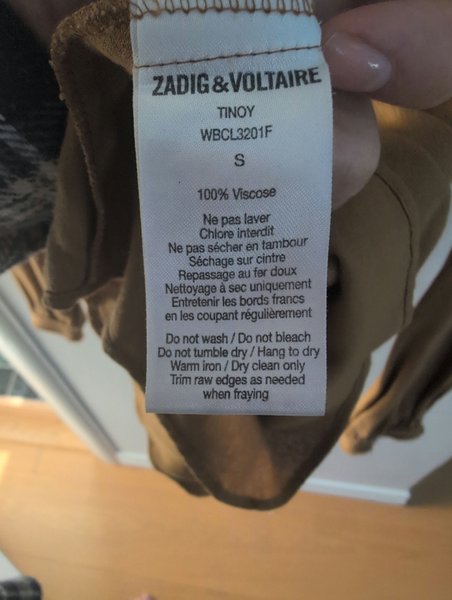 ZADIG&VOLTAIRE
TINOY
WBCL3201F
S
100% Viscose
Ne pas laver
Chlore interdit
Ne pas sécher en tambour
Séchage sur cintre
Repassage au fer doux
Nettoyage à sec uniquement
Entretenir les bords francs
en les coupant régulièrement
Do not wash / Do not bleach
Do not tumble dry / Hang to dry
Warm iron / Dry clean only
Trim raw edges as needed
when fraying